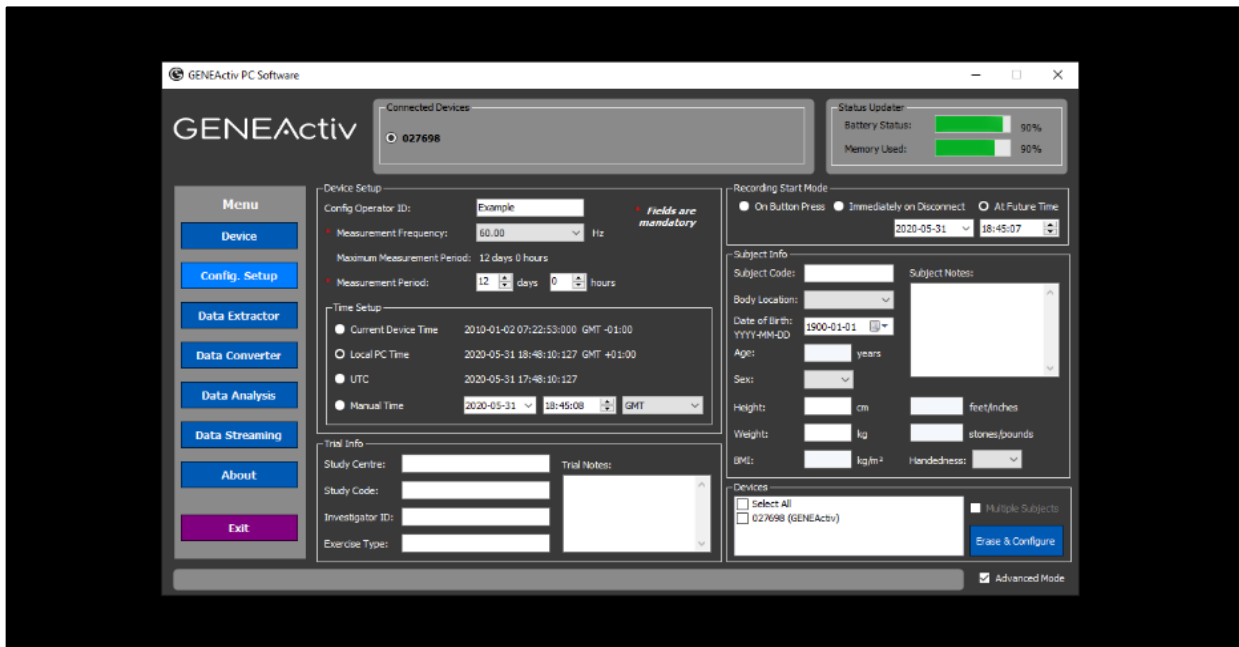 GENEActiv PC Software
GENEActiv
Connected Devices
027698
Status Updater
Battery Status: 90%
Memory Used: 90%
Menu
Device
Config. Setup
Data Extractor
Data Converter
Data Analysis
Data Streaming
About
Exit
Device Setup
Config Operator ID: Example
* Fields are
mandatory
* Measurement Frequency: 60.00 Hz
Maximum Measurement Period: 12 days 0 hours
* Measurement Period: 12 days 0 hours
Time Setup
Current Device Time 2010-01-02 07:22:53:000 GMT -01:00
Local PC Time 2020-05-31 18:48:10:127 GMT +01:00
UTC 2020-05-31 17:48:10:127
Manual Time 2020-05-31 18:45:08 GMT
Trial Info
Study Centre:
Trial Notes:
Study Code:
Investigator ID:
Exercise Type:
Recording Start Mode
On Button Press Immediately on Disconnect At Future Time
2020-05-31 18:45:07
Subject Info
Subject Code:
Subject Notes:
Body Location:
Date of Birth: 1900-01-01
YYYY-MM-DD
Age: years
Sex:
Height: cm feet/inches
Weight: kg stones/pounds
BMI: kg/m² Handedness:
Devices
Select All
027698 (GENEActiv)
Multiple Subjects
Erase & Configure
Advanced Mode